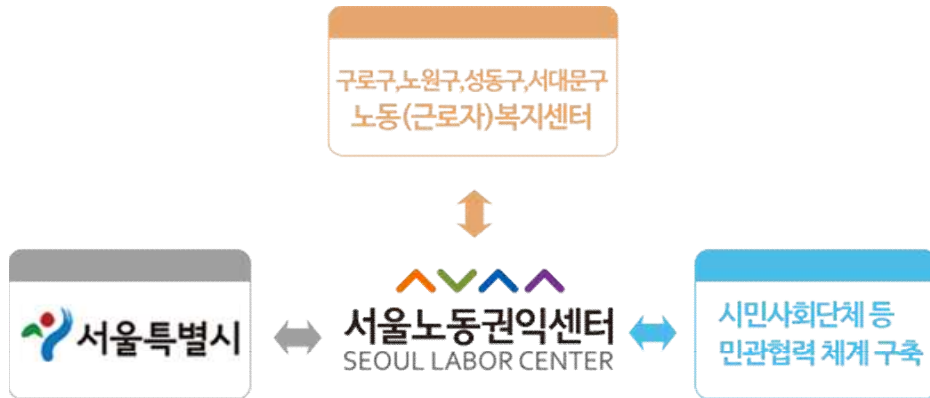 구로구,노원구,성동구,서대문구
노동(근로자)복지센터
서울특별시
서울노동권익센터
SEOUL LABOR CENTER
시민사회단체 등
민관협력 체계 구축